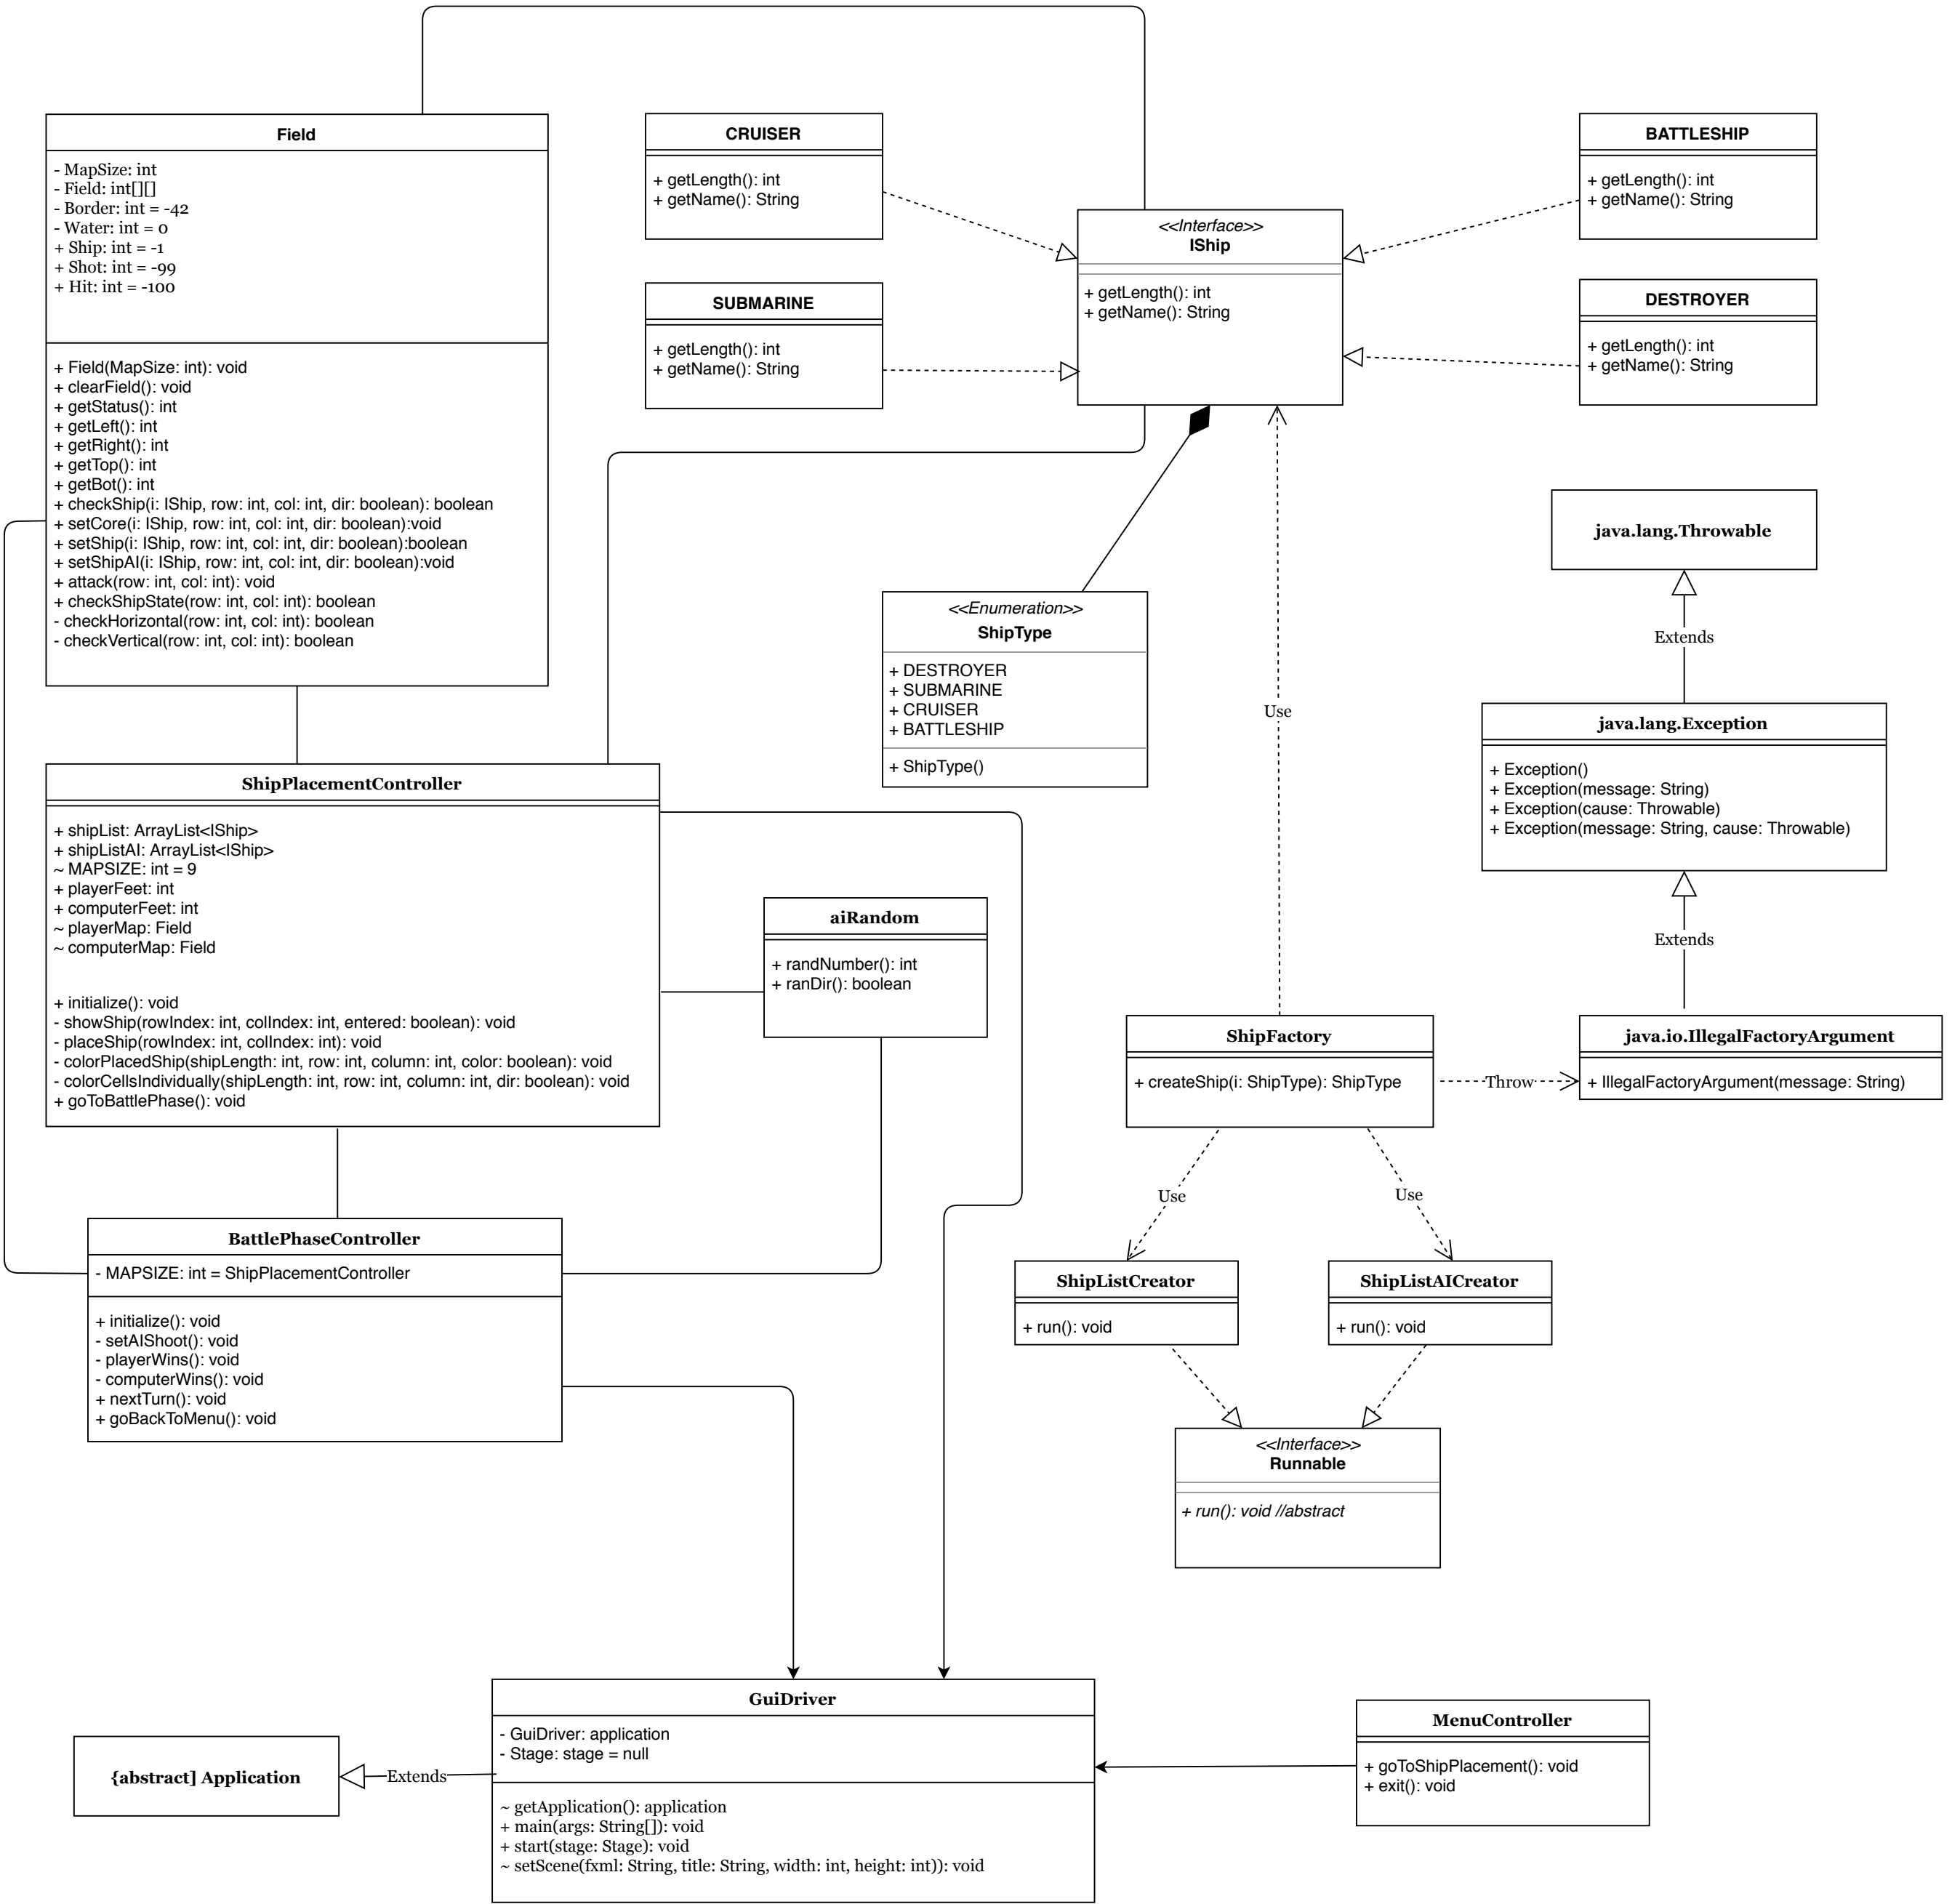 Field
- MapSize: int
- Field: int[][]
- Border: int = -42
- Water: int = 0
+ Ship: int = -1
+ Shot: int = -99
+ Hit: int = -100
+ Field(MapSize: int): void
+ clearField(): void
+ getStatus(): int
+ getLeft(): int
+ getRight(): int
+ getTop(): int
+ getBot(): int
+ checkShip(i: IShip, row: int, col: int, dir: boolean): boolean
+ setCore(i: IShip, row: int, col: int, dir: boolean):void
+ setShip(i: IShip, row: int, col: int, dir: boolean):boolean
+ setShipAI(i: IShip, row: int, col: int, dir: boolean):void
+ attack(row: int, col: int): void
+ checkShipState(row: int, col: int): boolean
- checkHorizontal(row: int, col: int): boolean
- checkVertical(row: int, col: int): boolean
CRUISER
+ getLength(): int
+ getName(): String
SUBMARINE
+ getLength(): int
+ getName(): String
<<Interface>>
IShip
+ getLength(): int
+ getName(): String
BATTLESHIP
+ getLength(): int
+ getName(): String
DESTROYER
+ getLength(): int
+ getName(): String
<<Enumeration>>
ShipType
+ DESTROYER
+ SUBMARINE
+ CRUISER
+ BATTLESHIP
+ ShipType()
Use
java.lang.Throwable
Extends
java.lang.Exception
+ Exception()
+ Exception(message: String)
+ Exception(cause: Throwable)
+ Exception(message: String, cause: Throwable)
Extends
ShipPlacementController
+ shipList: ArrayList<IShip>
+ shipListAI: ArrayList<IShip>
~ MAPSIZE: int = 9
+ playerFeet: int
+ computerFeet: int
~ playerMap: Field
~ computerMap: Field
+ initialize(): void
- showShip(rowIndex: int, colIndex: int, entered: boolean): void
- placeShip(rowIndex: int, colIndex: int): void
- colorPlacedShip(shipLength: int, row: int, column: int, color: boolean): void
- colorCellsIndividually(shipLength: int, row: int, column: int, dir: boolean): void
+ goToBattlePhase(): void
aiRandom
+ randNumber(): int
+ ranDir(): boolean
ShipFactory
+ createShip(i: ShipType): ShipType
Throw
java.io.IllegalFactoryArgument
+ IllegalFactoryArgument(message: String)
Use
Use
BattlePhaseController
- MAPSIZE: int = ShipPlacementController
+ initialize(): void
- setAIShoot(): void
- playerWins(): void
- computerWins(): void
+ nextTurn(): void
+ goBackToMenu(): void
ShipListCreator
+ run(): void
ShipListAICreator
+ run(): void
<<Interface>>
Runnable
+ run(): void //abstract
GuiDriver
- GuiDriver: application
- Stage: stage = null
~ getApplication(): application
+ main(args: String[]): void
+ start(stage: Stage): void
~ setScene(fxml: String, title: String, width: int, height: int)): void
{abstract] Application
Extends
MenuController
+ goToShipPlacement(): void
+ exit(): void